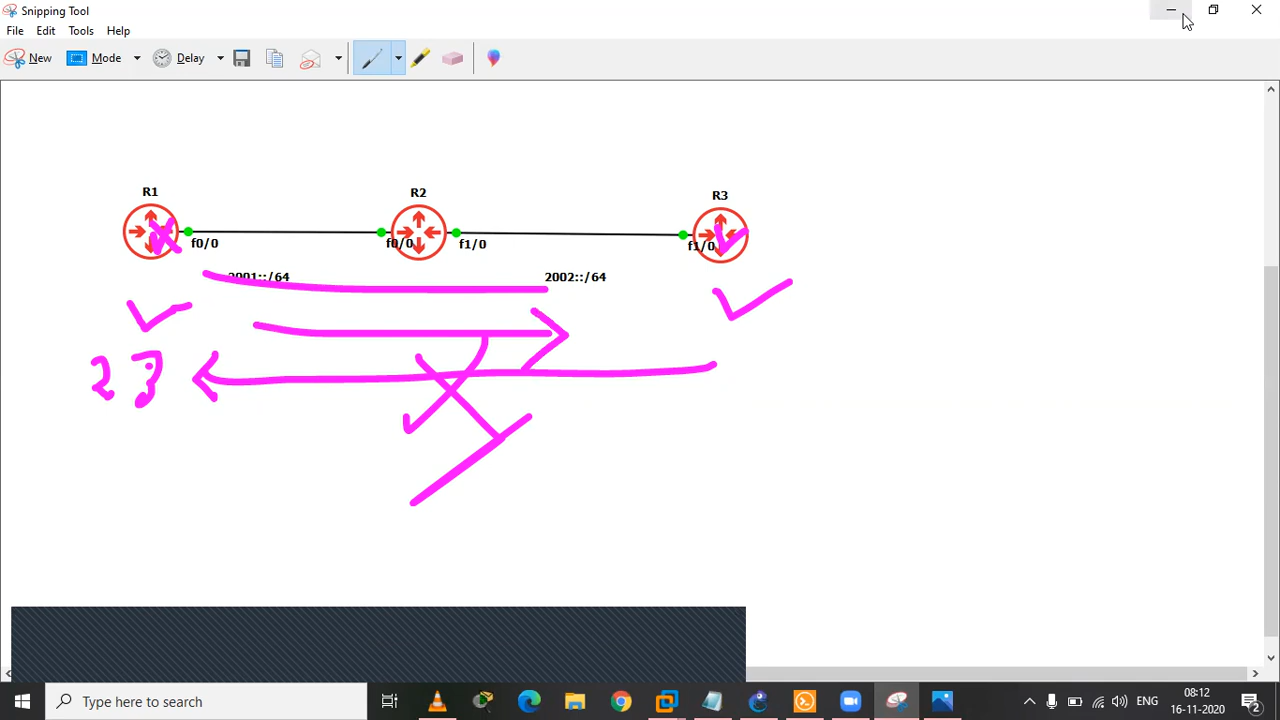 Snipping Tool
File Edit Tools Help
New Mode Delay
R1 R2 R3
f0/0 f0/0 f1/0 f1/0
2001::/64 2002::/64
23
Type here to search
ENG
08:12
16-11-2020
2